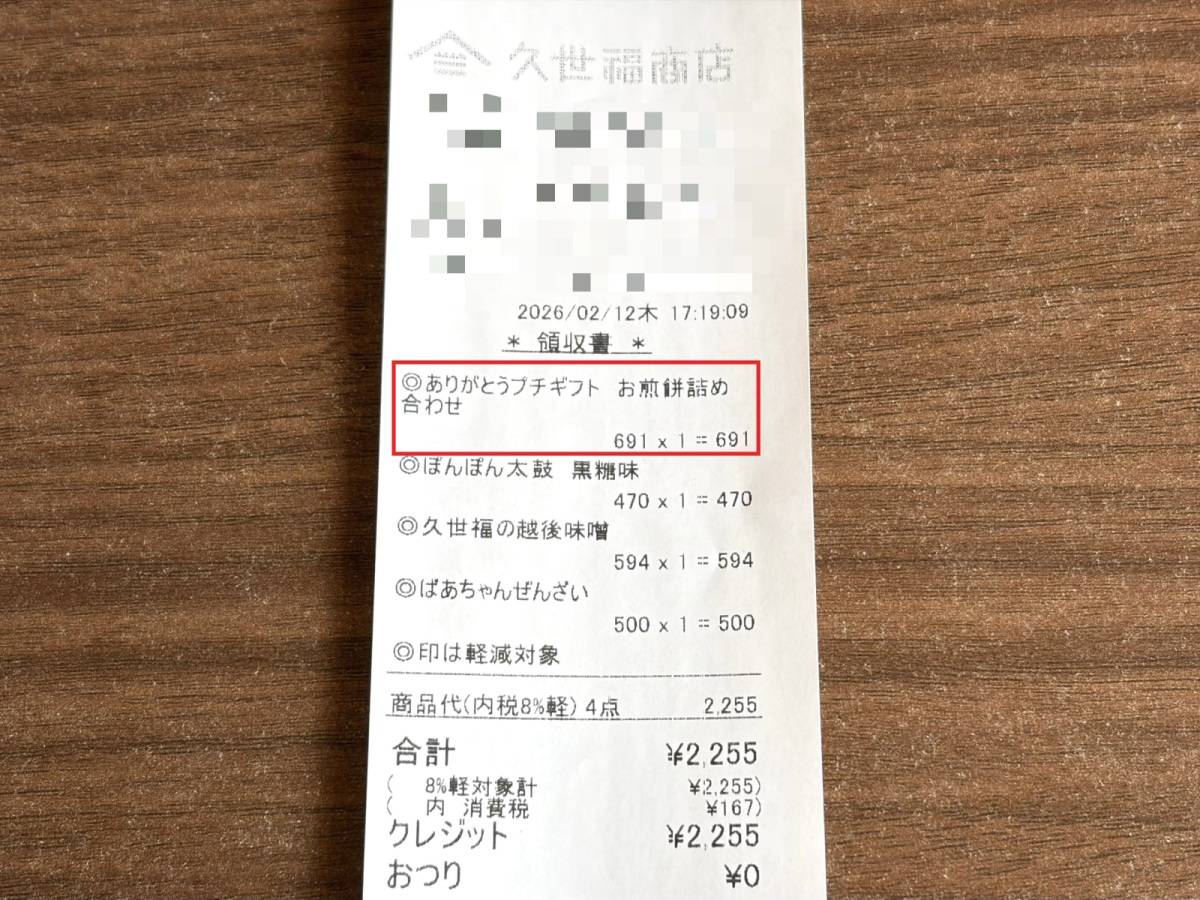 久世福商店
2026/02/12木 17:19:09
* 領収書 *
◎ありがとうプチギフト お煎餅詰め
合わせ
691 x 1 = 691
◎ぽんぽん太鼓 黒糖味
470 x 1 = 470
◎久世福の越後味噌
594 x 1 = 594
◎ばあちゃんぜんざい
500 x 1 = 500
◎印は軽減対象
商品代(内税8%軽) 4点 2,255
合計 ¥2,255
( 8%軽対象計 ¥2,255)
( 内 消費税 ¥167)
クレジット ¥2,255
おつり ¥0